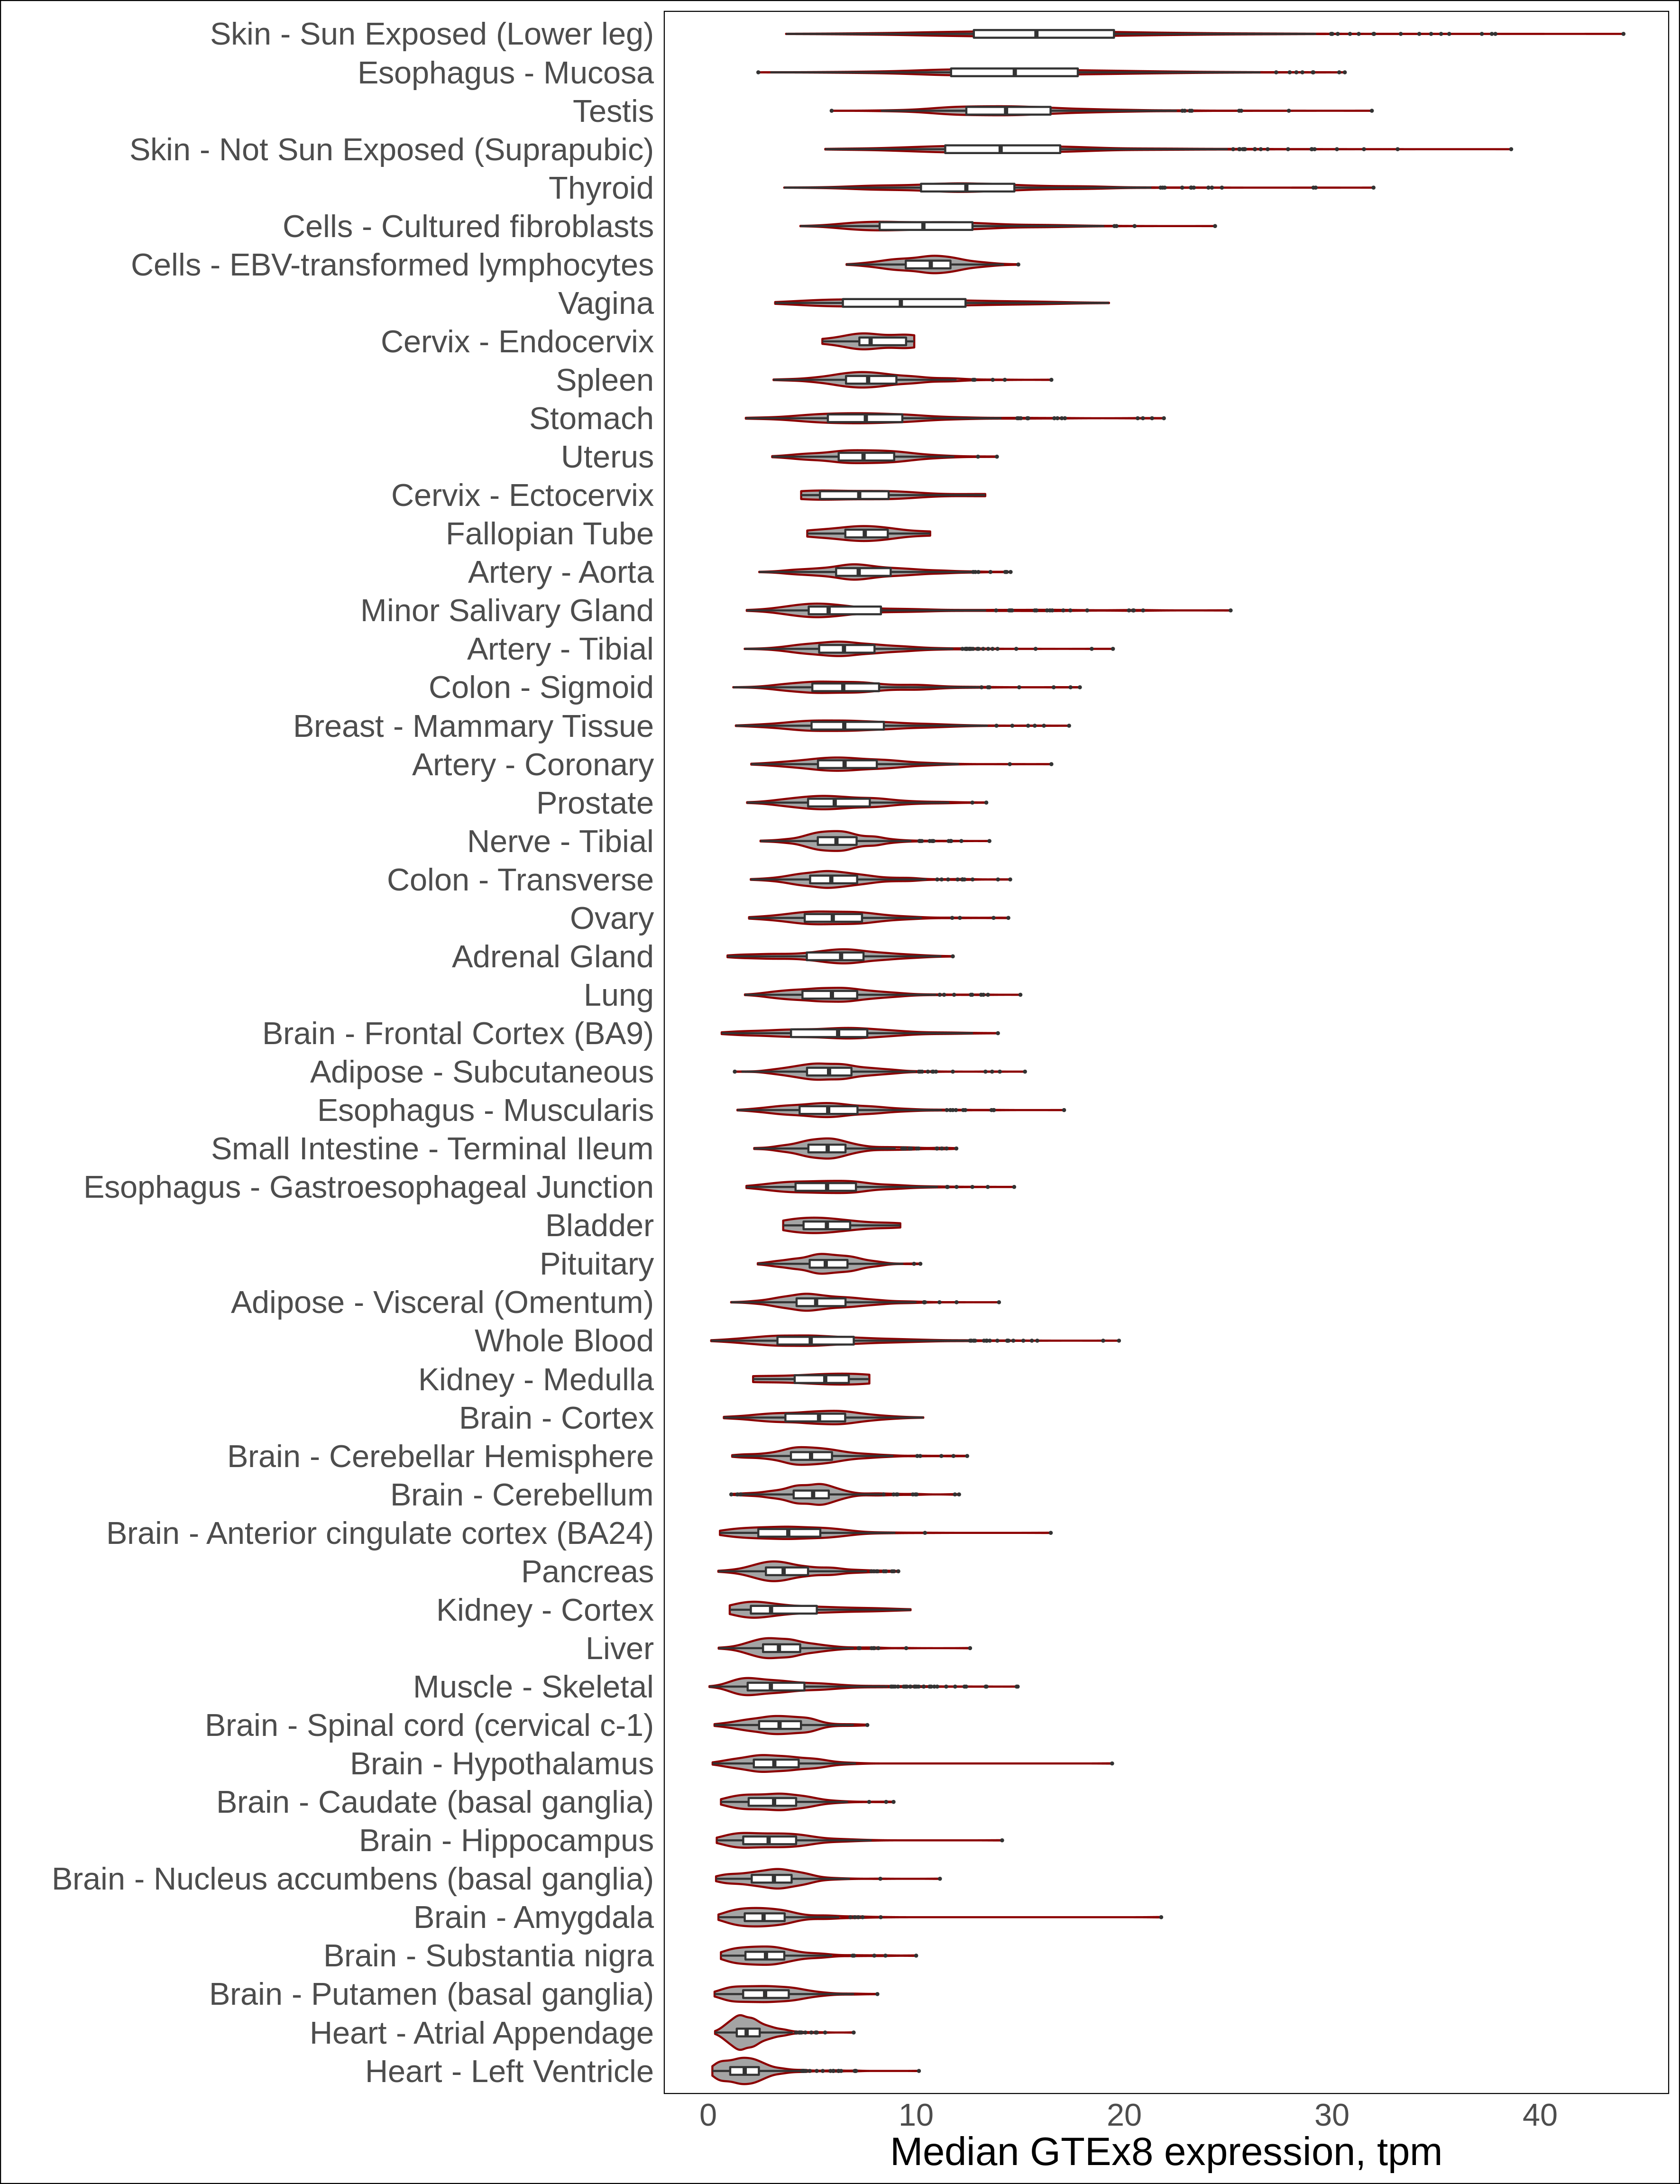 Skin - Sun Exposed (Lower leg)
Esophagus - Mucosa
Testis
Skin - Not Sun Exposed (Suprapubic)
Thyroid
Cells - Cultured fibroblasts
Cells - EBV-transformed lymphocytes
Vagina
Cervix - Endocervix
Spleen
Stomach
Uterus
Cervix - Ectocervix
Fallopian Tube
Artery - Aorta
Minor Salivary Gland
Artery - Tibial
Colon - Sigmoid
Breast - Mammary Tissue
Artery - Coronary
Prostate
Nerve - Tibial
Colon - Transverse
Ovary
Adrenal Gland
Lung
Brain - Frontal Cortex (BA9)
Adipose - Subcutaneous
Esophagus - Muscularis
Small Intestine - Terminal Ileum
Esophagus - Gastroesophageal Junction
Bladder
Pituitary
Adipose - Visceral (Omentum)
Whole Blood
Kidney - Medulla
Brain - Cortex
Brain - Cerebellar Hemisphere
Brain - Cerebellum
Brain - Anterior cingulate cortex (BA24)
Pancreas
Kidney - Cortex
Liver
Muscle - Skeletal
Brain - Spinal cord (cervical c-1)
Brain - Hypothalamus
Brain - Caudate (basal ganglia)
Brain - Hippocampus
Brain - Nucleus accumbens (basal ganglia)
Brain - Amygdala
Brain - Substantia nigra
Brain - Putamen (basal ganglia)
Heart - Atrial Appendage
Heart - Left Ventricle
0 10 20 30 40
Median GTEx8 expression, tpm